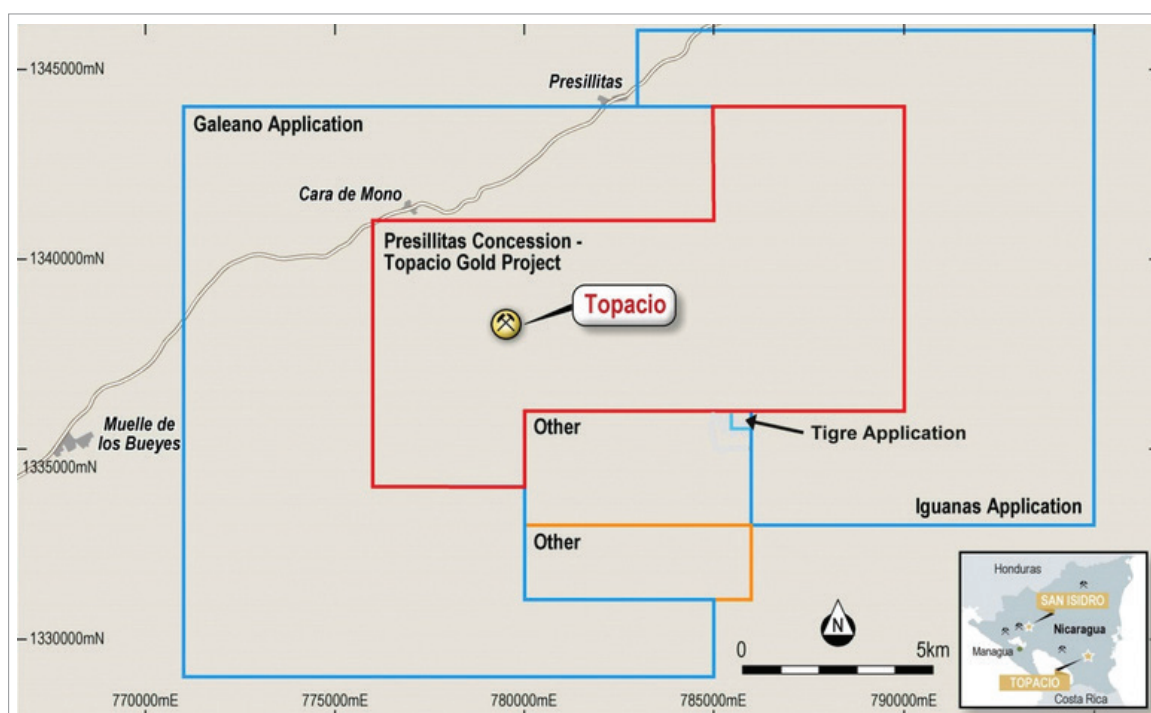 1345000mN
Presillitas
Galeano Application
Cara de Mono
Presillitas Concession -
Topacio Gold Project
1340000mN
Topacio
Other
Tigre Application
Muelle de
los Bueyes
1335000mN
Iguanas Application
Other
1330000mN
N
0
5km
Honduras
SAN ISIDRO
Nicaragua
Managua
TOPACIO
Costa Rica
770000mE
775000mE
780000mE
785000mE
790000mE